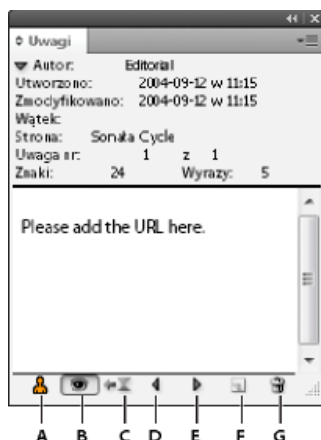 Uwagi
Autor: Editorial
Utworzono: 2004-09-12 w 11:15
Zmodyfikowano: 2004-09-12 w 11:15
Wątek:
Strona: Sonata Cycle
Uwaga nr: 1 z 1
Znaki: 24 Wyrazy: 5
Please add the URL here.
A B C D E F G